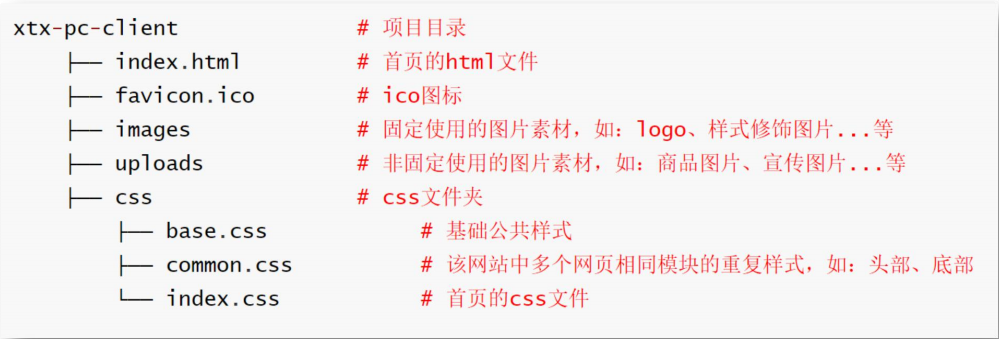 xtx-pc-client # 项目目录
├── index.html # 首页的html文件
├── favicon.ico # ico图标
├── images # 固定使用的图片素材，如：logo、样式修饰图片...等
├── uploads # 非固定使用的图片素材，如：商品图片、宣传图片...等
├── css # css文件夹
├── base.css # 基础公共样式
├── common.css # 该网站中多个网页相同模块的重复样式，如：头部、底部
└── index.css # 首页的css文件